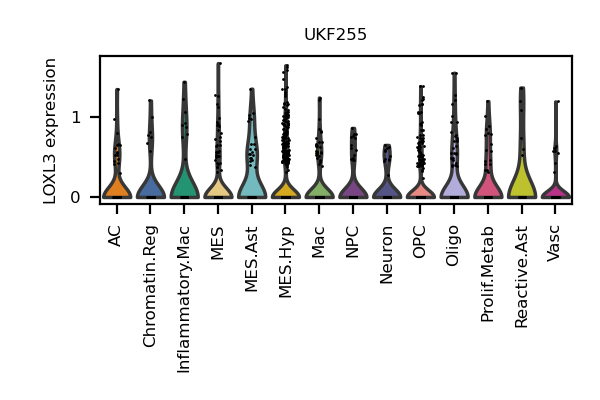 UKF255
LOXL3 expression
1
0
AC
Chromatin.Reg
Inflammatory.Mac
MES
MES.Ast
MES.Hyp
Mac
NPC
Neuron
OPC
Oligo
Prolif.Metab
Reactive.Ast
Vasc